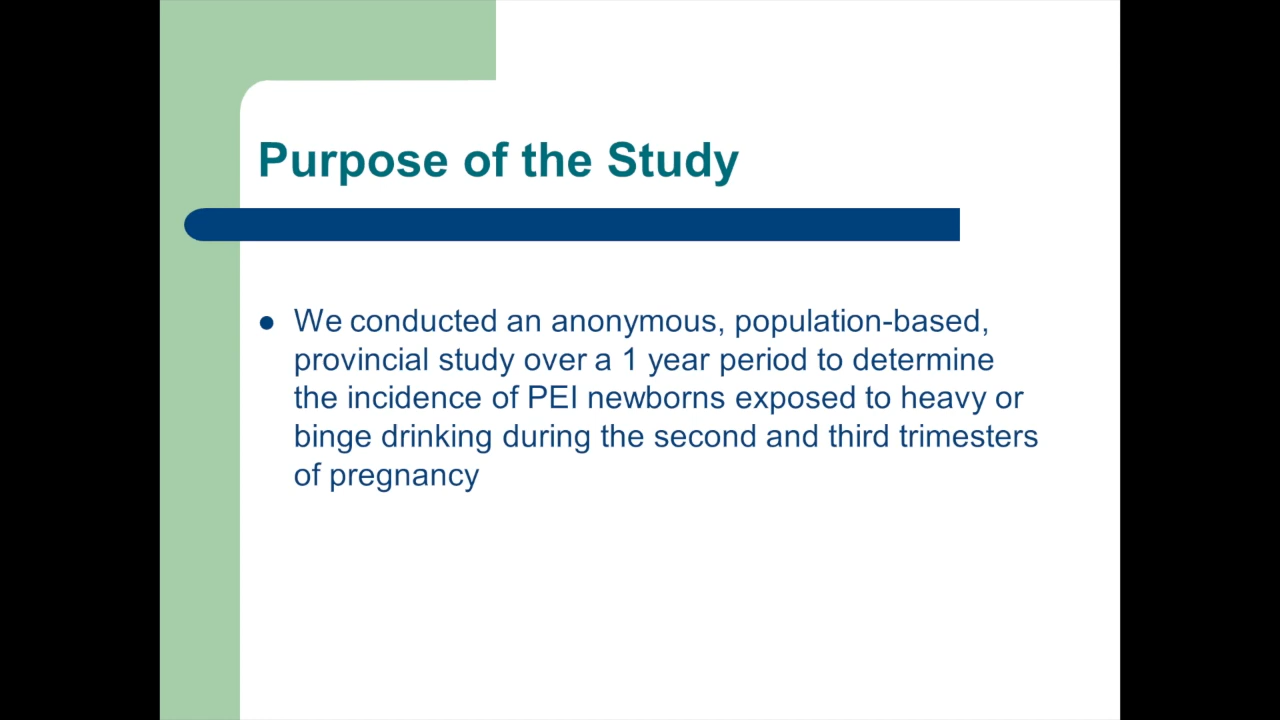 Purpose of the Study
● We conducted an anonymous, population-based,
provincial study over a 1 year period to determine
the incidence of PEI newborns exposed to heavy or
binge drinking during the second and third trimesters
of pregnancy